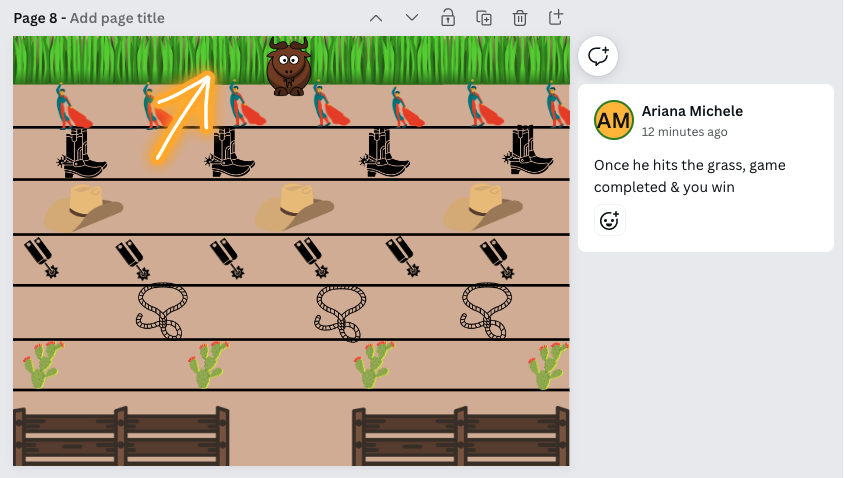 Page 8 - Add page title
AM
Ariana Michele
12 minutes ago
Once he hits the grass, game
completed & you win